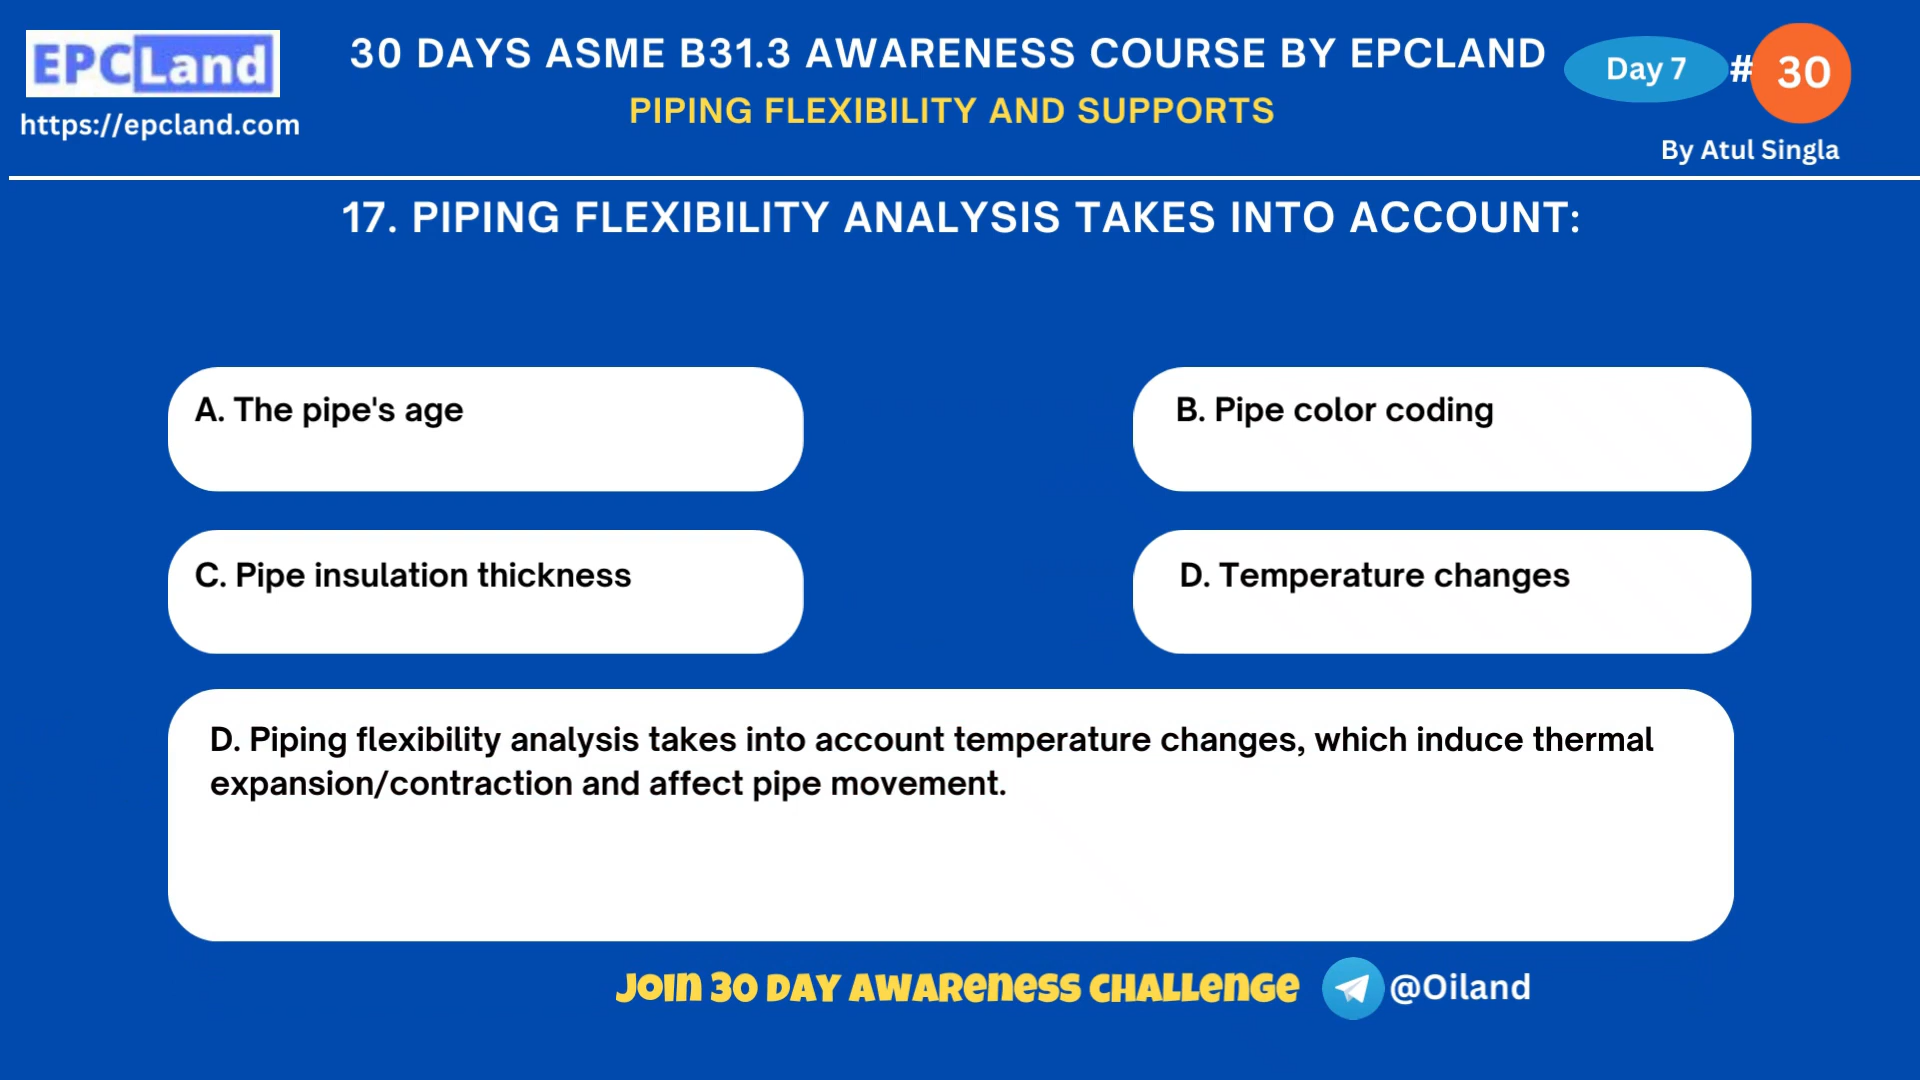 EPCLand
https://epcland.com
30 DAYS ASME B31.3 AWARENESS COURSE BY EPCLAND
PIPING FLEXIBILITY AND SUPPORTS
Day 7 # 30
By Atul Singla
17. PIPING FLEXIBILITY ANALYSIS TAKES INTO ACCOUNT:
A. The pipe's age
B. Pipe color coding
C. Pipe insulation thickness
D. Temperature changes
D. Piping flexibility analysis takes into account temperature changes, which induce thermal
expansion/contraction and affect pipe movement.
Join 30 Day Awareness Challenge @Oiland